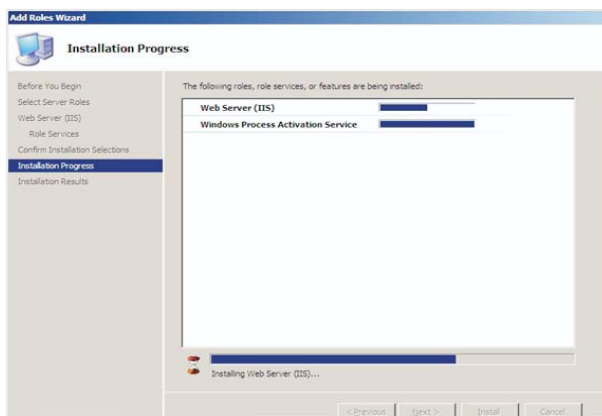 Add Roles Wizard
Installation Progress
Before You Begin
Select Server Roles
Web Server (IIS)
Role Services
Confirm Installation Selections
Installation Progress
Installation Results
The following roles, role services, or features are being installed:
Web Server (IIS)
Windows Process Activation Service
Installing Web Server (IIS)...
< Previous Next > Install Cancel